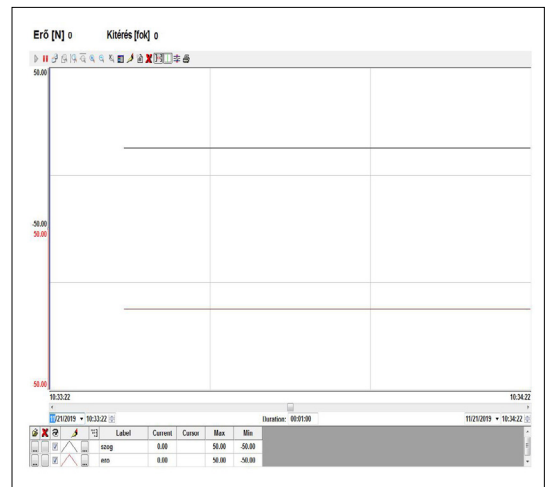 Erő [N] 0 Kitérés [fok] 0
50.00
-50.00
50.00
50.00
10:33:22 10:34:22
11/21/2019 10:33:22 Duration: 00:01:00 11/21/2019 10:34:22
Label Current Cursor Max Min
szog 0.00 50.00 -50.00
ero 0.00 50.00 -50.00